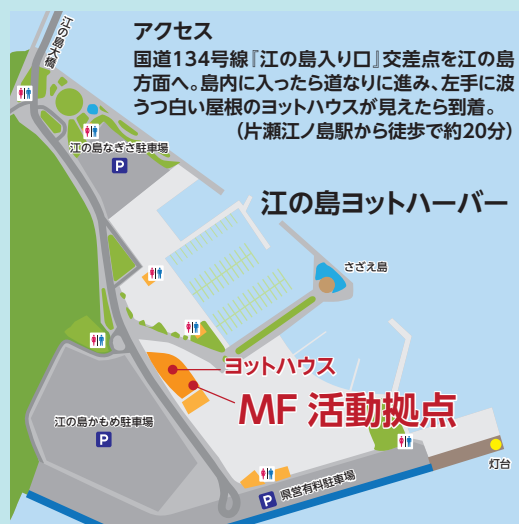 江の島大橋
アクセス
国道134号線『江の島入り口』交差点を江の島
方面へ。島内に入ったら道なりに進み、左手に波
うつ白い屋根のヨットハウスが見えたら到着。
(片瀬江ノ島駅から徒歩で約20分)
江の島なぎさ駐車場
P
江の島ヨットハーバー
さざえ島
ヨットハウス
MF 活動拠点
江の島かもめ駐車場
P
灯台
P 県営有料駐車場